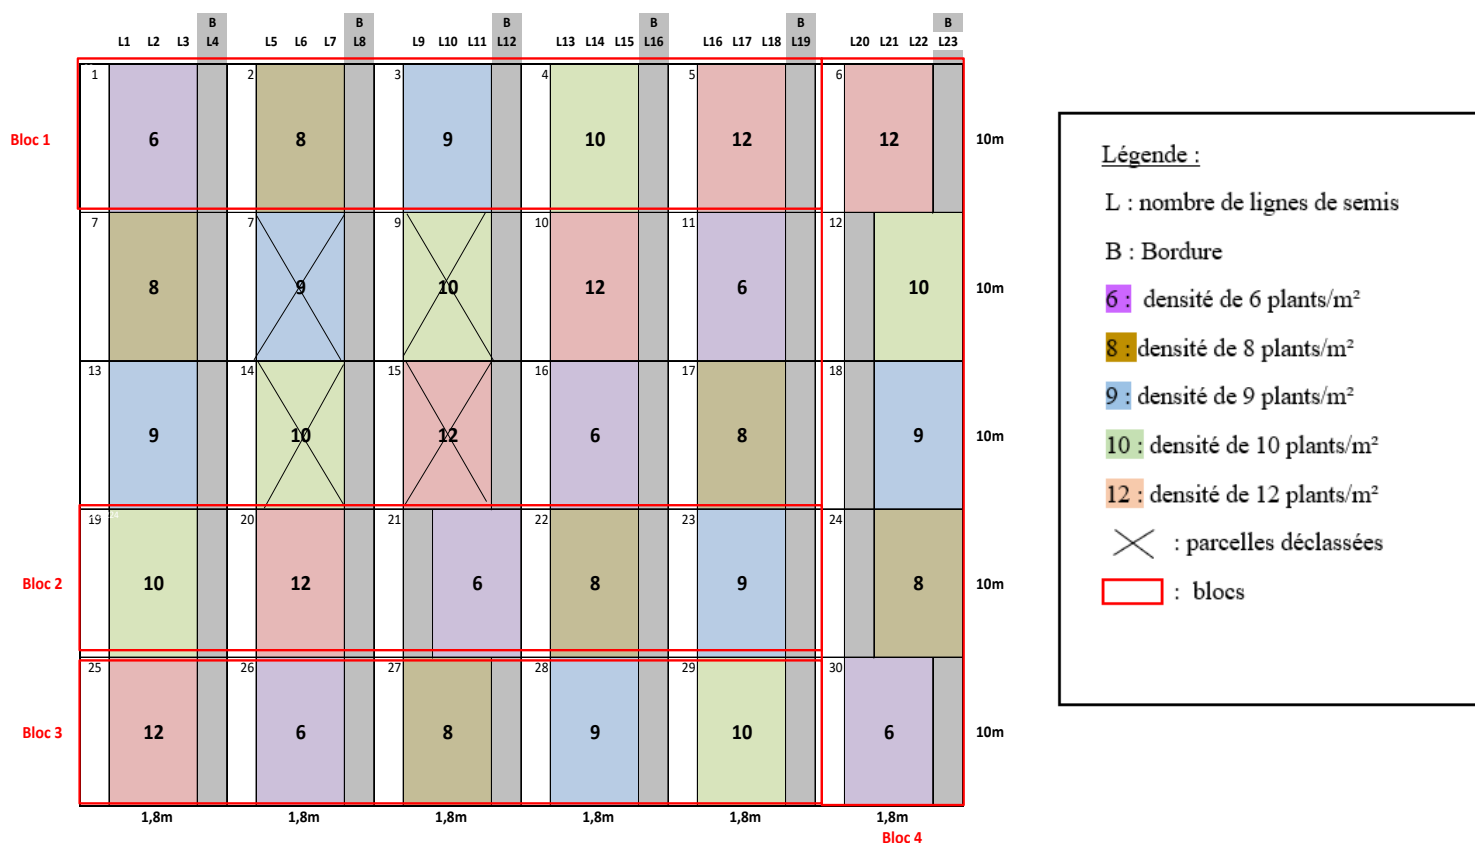 B B B B B
L1 L2 L3 L4 L5 L6 L7 L8 L9 L10 L11 L12 L13 L14 L15 L16 L16 L17 L18 L19 L20 L21 L22 L23
1 2 3 4 5 6
Bloc 1 6 8 9 10 12 12 10m
7 7 9 10 11 12
8 9 10 12 6 10 10m
13 14 15 16 17 18
9 10 12 6 8 9 10m
19 24 20 21 22 23 24
Bloc 2 10 12 6 8 9 8 10m
25 26 27 28 29 30
Bloc 3 12 6 8 9 10 6 10m
1,8m 1,8m 1,8m 1,8m 1,8m 1,8m
Bloc 4
Légende :
L : nombre de lignes de semis
B : Bordure
6 : densité de 6 plants/m²
8 : densité de 8 plants/m²
9 : densité de 9 plants/m²
10 : densité de 10 plants/m²
12 : densité de 12 plants/m²
: parcelles déclassées
: blocs